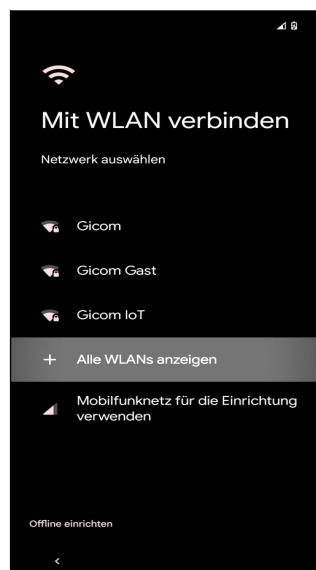 Mit WLAN verbinden
Netzwerk auswählen
Gicom
Gicom Gast
Gicom IoT
Alle WLANs anzeigen
Mobilfunknetz für die Einrichtung
verwenden
Offline einrichten